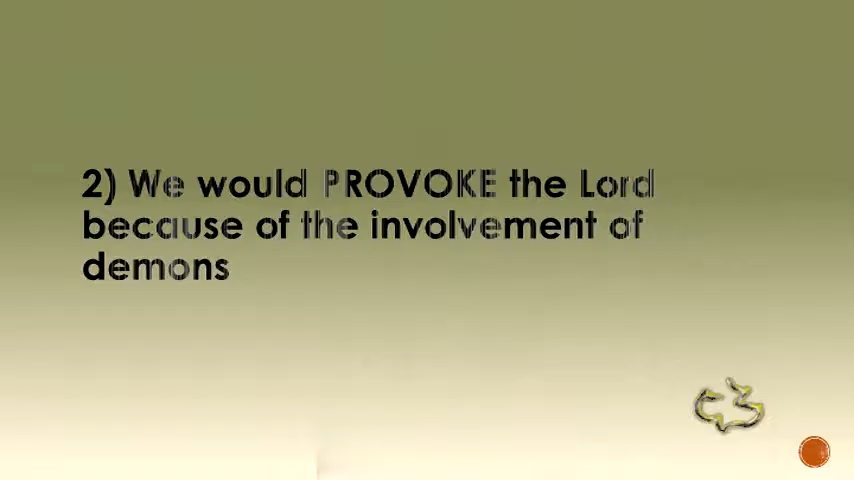 2) We would PROVOKE the Lord
because of the involvement of
demons